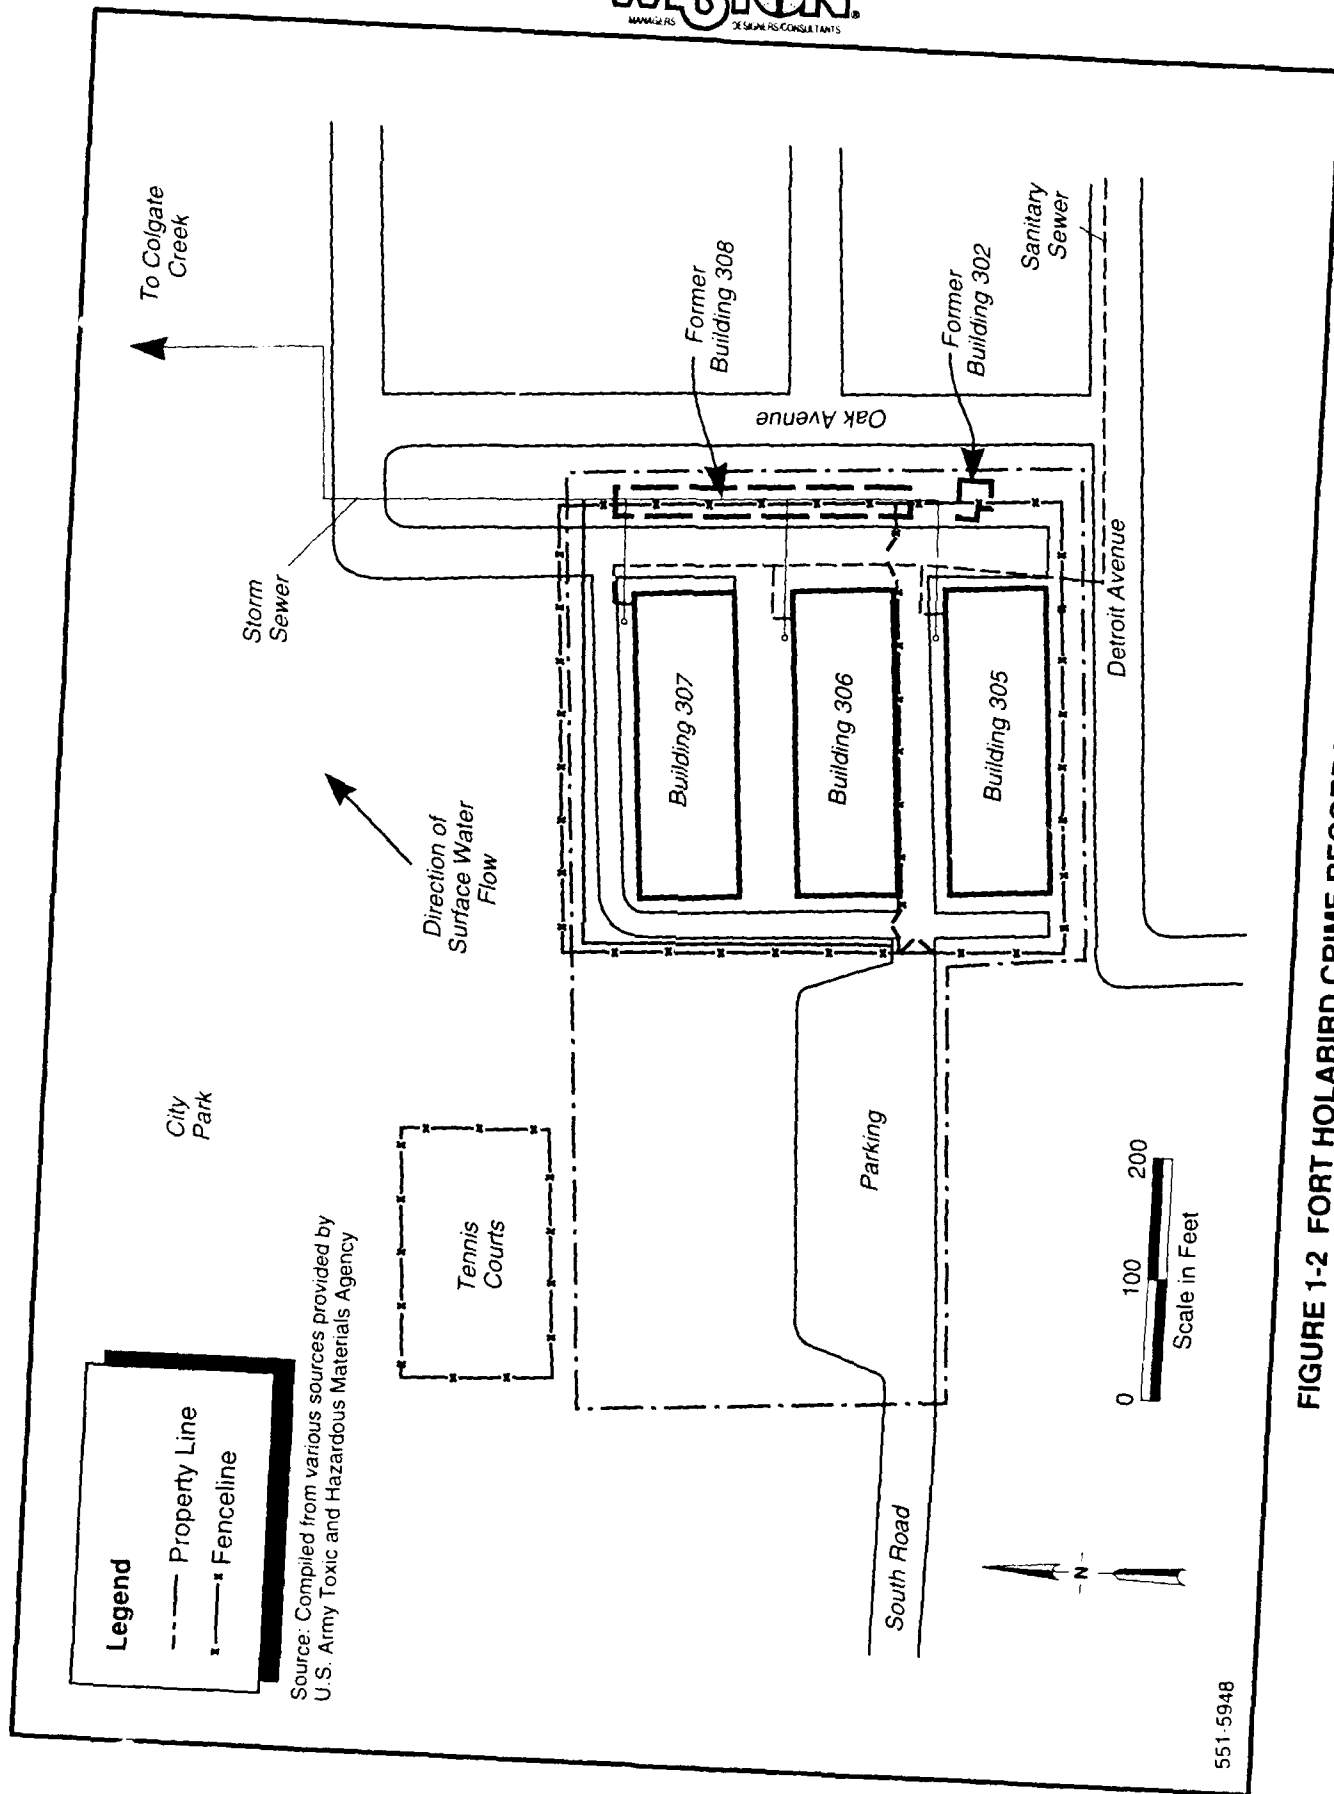 MANAGERS DESIGNERS/CONSULTANTS
Legend
Property Line
Fenceline
Source: Compiled from various sources provided by
U.S. Army Toxic and Hazardous Materials Agency
City
Park
To Colgate
Creek
Storm
Sewer
Direction of
Surface Water
Flow
Tennis
Courts
Building 307
Former
Building 308
Oak Avenue
Building 306
Parking
Building 305
Former
Building 302
Sanitary
Sewer
Detroit Avenue
South Road
N
0 100 200
Scale in Feet
551-5948
FIGURE 1-2 FORT HOLABIRD CRIME